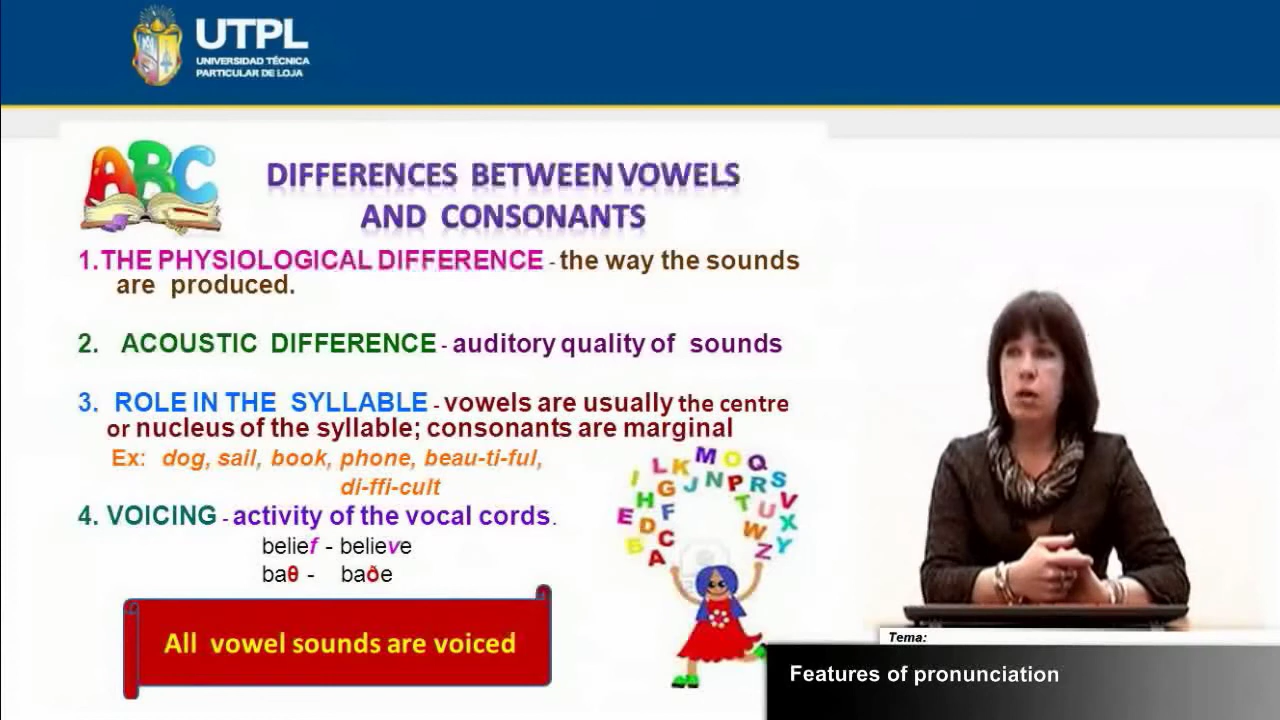 UTPL
UNIVERSIDAD TÉCNICA
PARTICULAR DE LOJA
ABC
DIFFERENCES BETWEEN VOWELS
AND CONSONANTS
1.THE PHYSIOLOGICAL DIFFERENCE - the way the sounds
are produced.
2. ACOUSTIC DIFFERENCE - auditory quality of sounds
3. ROLE IN THE SYLLABLE - vowels are usually the centre
or nucleus of the syllable; consonants are marginal
Ex: dog, sail, book, phone, beau-ti-ful,
di-ffi-cult
4. VOICING - activity of the vocal cords.
belief - believe
baθ - baðe
All vowel sounds are voiced
A B C D E F G H I J L K M N O P Q R S T U V W X Y Z
Tema:
Features of pronunciation